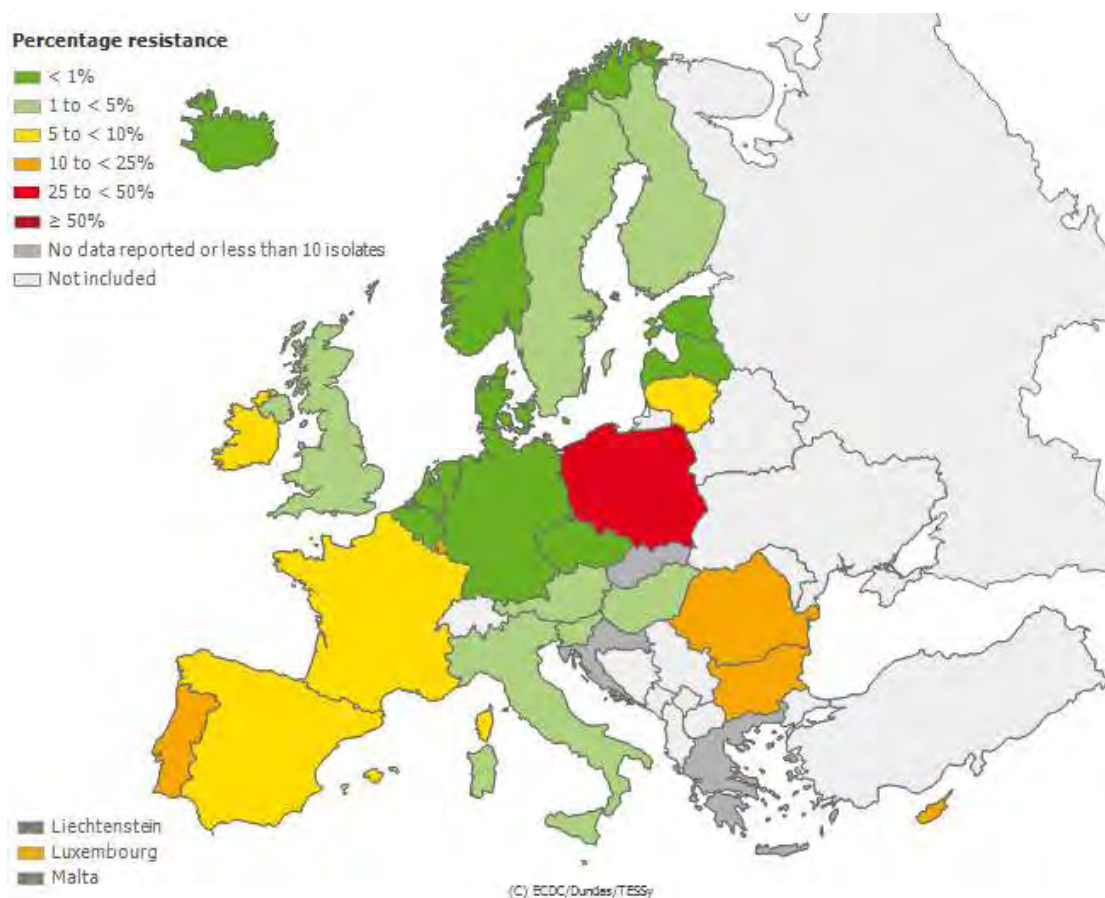 Percentage resistance
< 1%
1 to < 5%
5 to < 10%
10 to < 25%
25 to < 50%
≥ 50%
No data reported or less than 10 isolates
Not included
Liechtenstein
Luxembourg
Malta
(C) ECDC/Dundas/TESSy